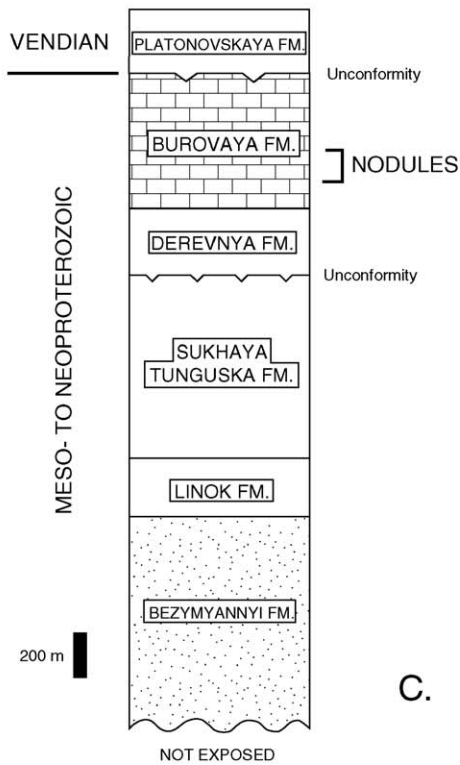 VENDIAN
PLATONOVSKAYA FM.
Unconformity
BUROVAYA FM.
NODULES
DEREVNYA FM.
Unconformity
MESO- TO NEOPROTEROZOIC
SUKHAYA
TUNGUSKA FM.
LINOK FM.
BEZYMYANNYI FM.
200 m
C.
NOT EXPOSED